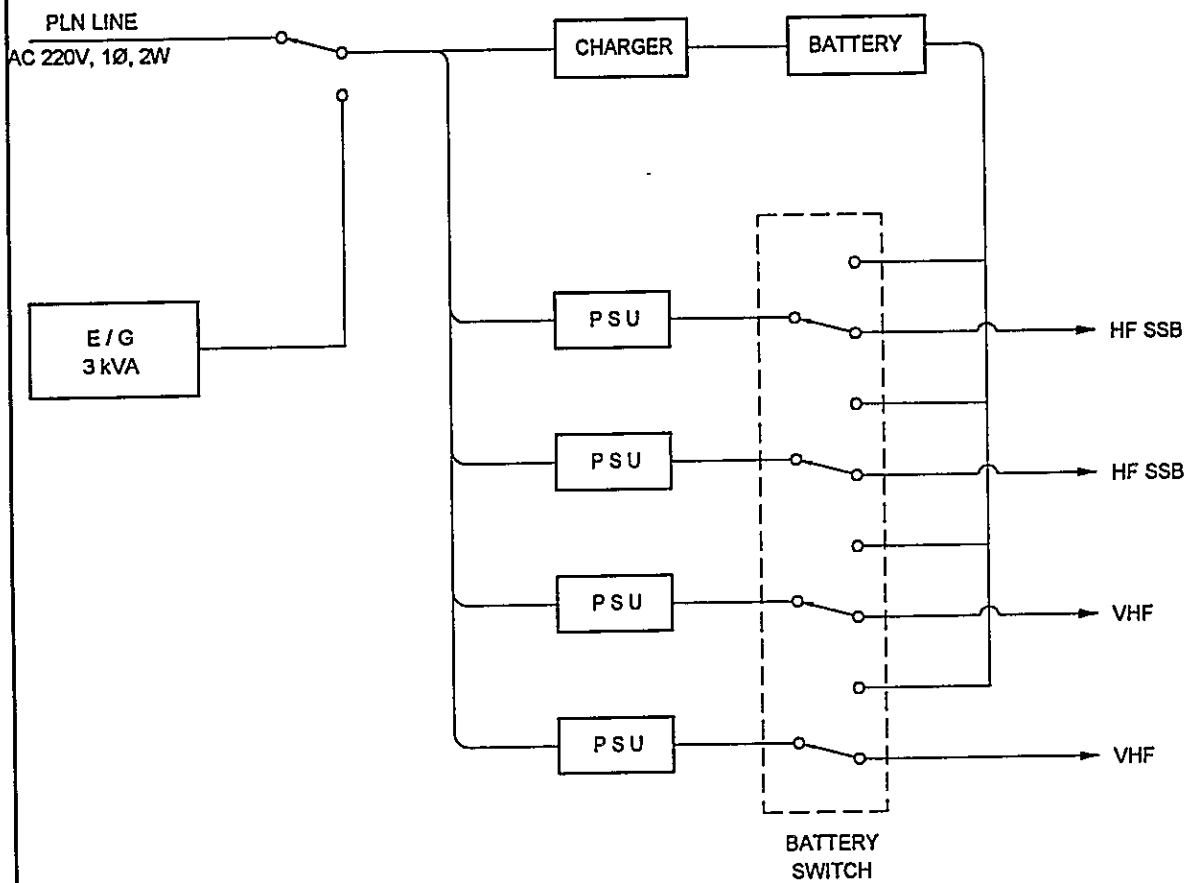 PLN LINE
AC 220V, 1Ø, 2W
CHARGER
BATTERY
E / G
3 kVA
PSU
HF SSB
PSU
HF SSB
PSU
VHF
PSU
VHF
BATTERY
SWITCH